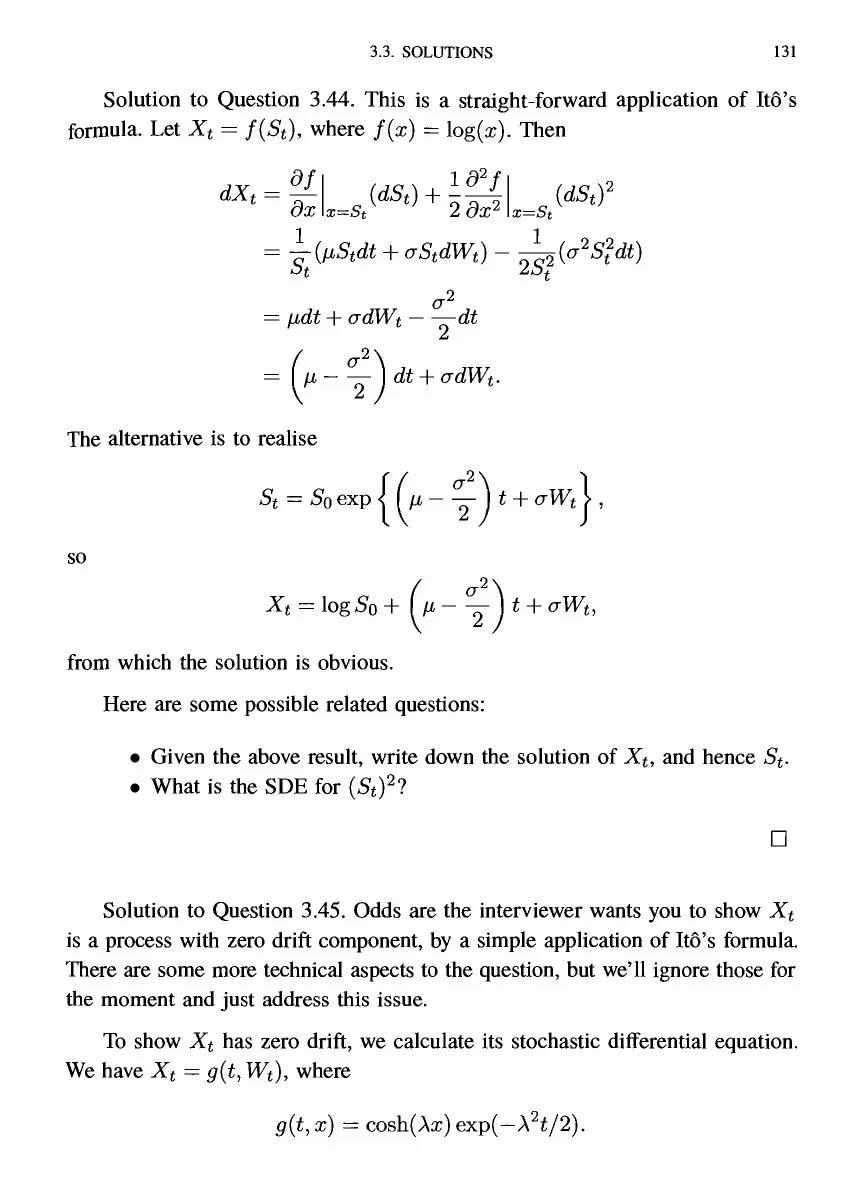 3.3. SOLUTIONS 131
Solution to Question 3.44. This is a straight-forward application of Itô's
formula. Let X_t = f(S_t), where f(x) = log(x). Then
dX_t = ∂f/∂x |_{x=S_t} (dS_t) + 1/2 ∂²f/∂x² |_{x=S_t} (dS_t)²
= 1/S_t (μS_t dt + σS_t dW_t) − 1/(2S_t²) (σ²S_t² dt)
= μdt + σdW_t − σ²/2 dt
= (μ − σ²/2) dt + σdW_t.
The alternative is to realise
S_t = S_0 exp {(μ − σ²/2) t + σW_t},
so
X_t = log S_0 + (μ − σ²/2) t + σW_t,
from which the solution is obvious.
Here are some possible related questions:
• Given the above result, write down the solution of X_t, and hence S_t.
• What is the SDE for (S_t)²?
□
Solution to Question 3.45. Odds are the interviewer wants you to show X_t
is a process with zero drift component, by a simple application of Itô's formula.
There are some more technical aspects to the question, but we'll ignore those for
the moment and just address this issue.
To show X_t has zero drift, we calculate its stochastic differential equation.
We have X_t = g(t, W_t), where
g(t, x) = cosh(λx) exp(−λ²t/2).